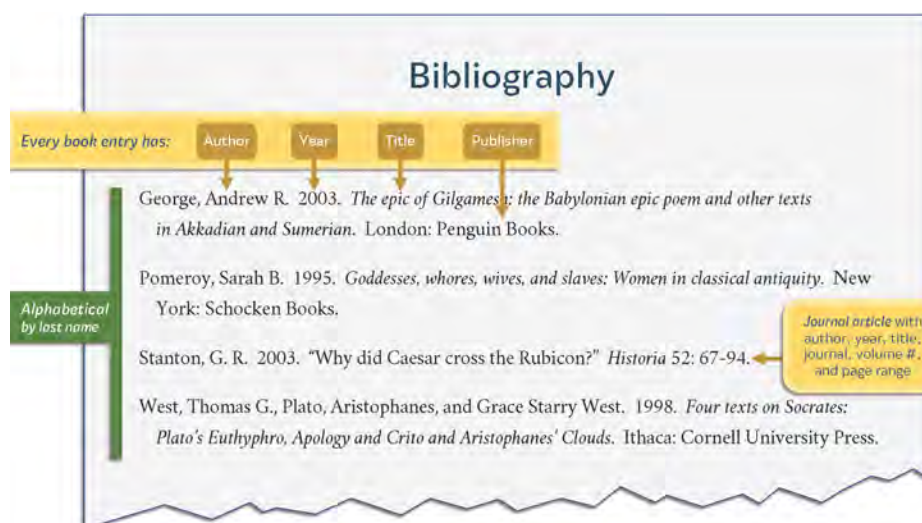 Bibliography
Every book entry has: Author Year Title Publisher
George, Andrew R. 2003. The epic of Gilgamesh: the Babylonian epic poem and other texts
in Akkadian and Sumerian. London: Penguin Books.
Pomeroy, Sarah B. 1995. Goddesses, whores, wives, and slaves: Women in classical antiquity. New
York: Schocken Books.
Alphabetical
by last name
Stanton, G. R. 2003. “Why did Caesar cross the Rubicon?” Historia 52: 67-94.
Journal article with
author, year, title,
journal, volume #,
and page range
West, Thomas G., Plato, Aristophanes, and Grace Starry West. 1998. Four texts on Socrates:
Plato’s Euthyphro, Apology and Crito and Aristophanes’ Clouds. Ithaca: Cornell University Press.